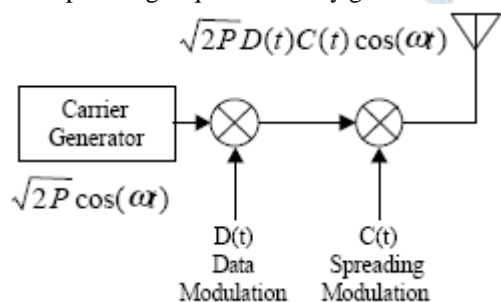 √2P D(t)C(t) cos(ωt)
Carrier
Generator
√2P cos(ωt)
D(t)
Data
Modulation
C(t)
Spreading
Modulation